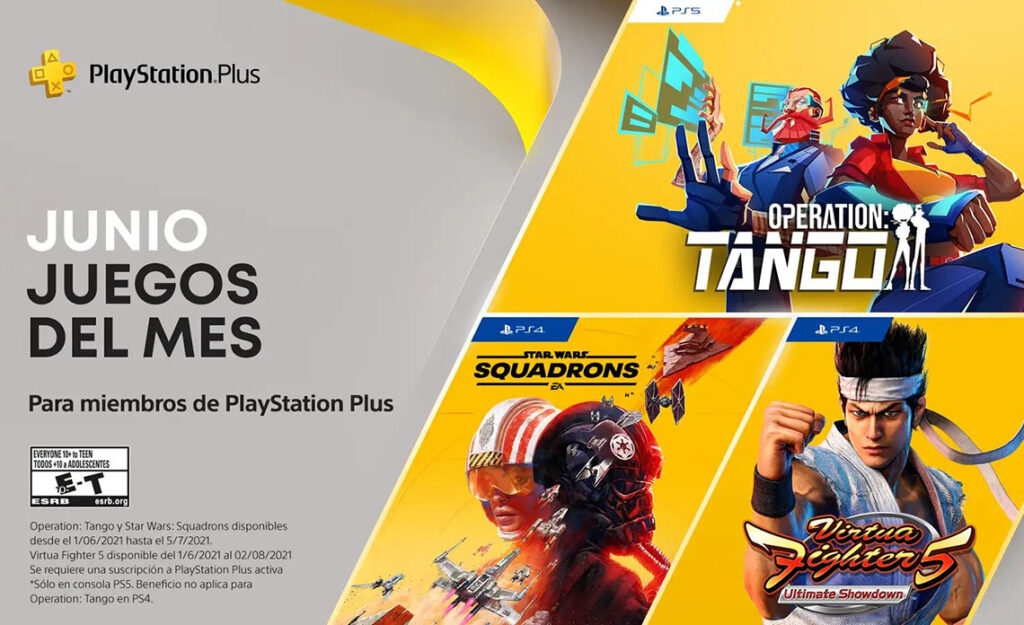 PlayStation.Plus
JUNIO
JUEGOS
DEL MES
Para miembros de PlayStation Plus
EVERYONE 10+ to TEEN
TODOS +10 a ADOLESCENTES
E10+-T
ESRB esrb.org
Operation: Tango y Star Wars: Squadrons disponibles
desde el 1/06/2021 hasta el 5/7/2021.
Virtua Fighter 5 disponible del 1/6/2021 al 02/08/2021
Se requiere una suscripción a PlayStation Plus activa
*Sólo en consola PS5. Beneficio no aplica para
Operation: Tango en PS4.
PS5
OPERATION:
TANGO
PS4
STAR WARS
SQUADRONS
EA
PS4
Virtua
Fighter 5
Ultimate Showdown